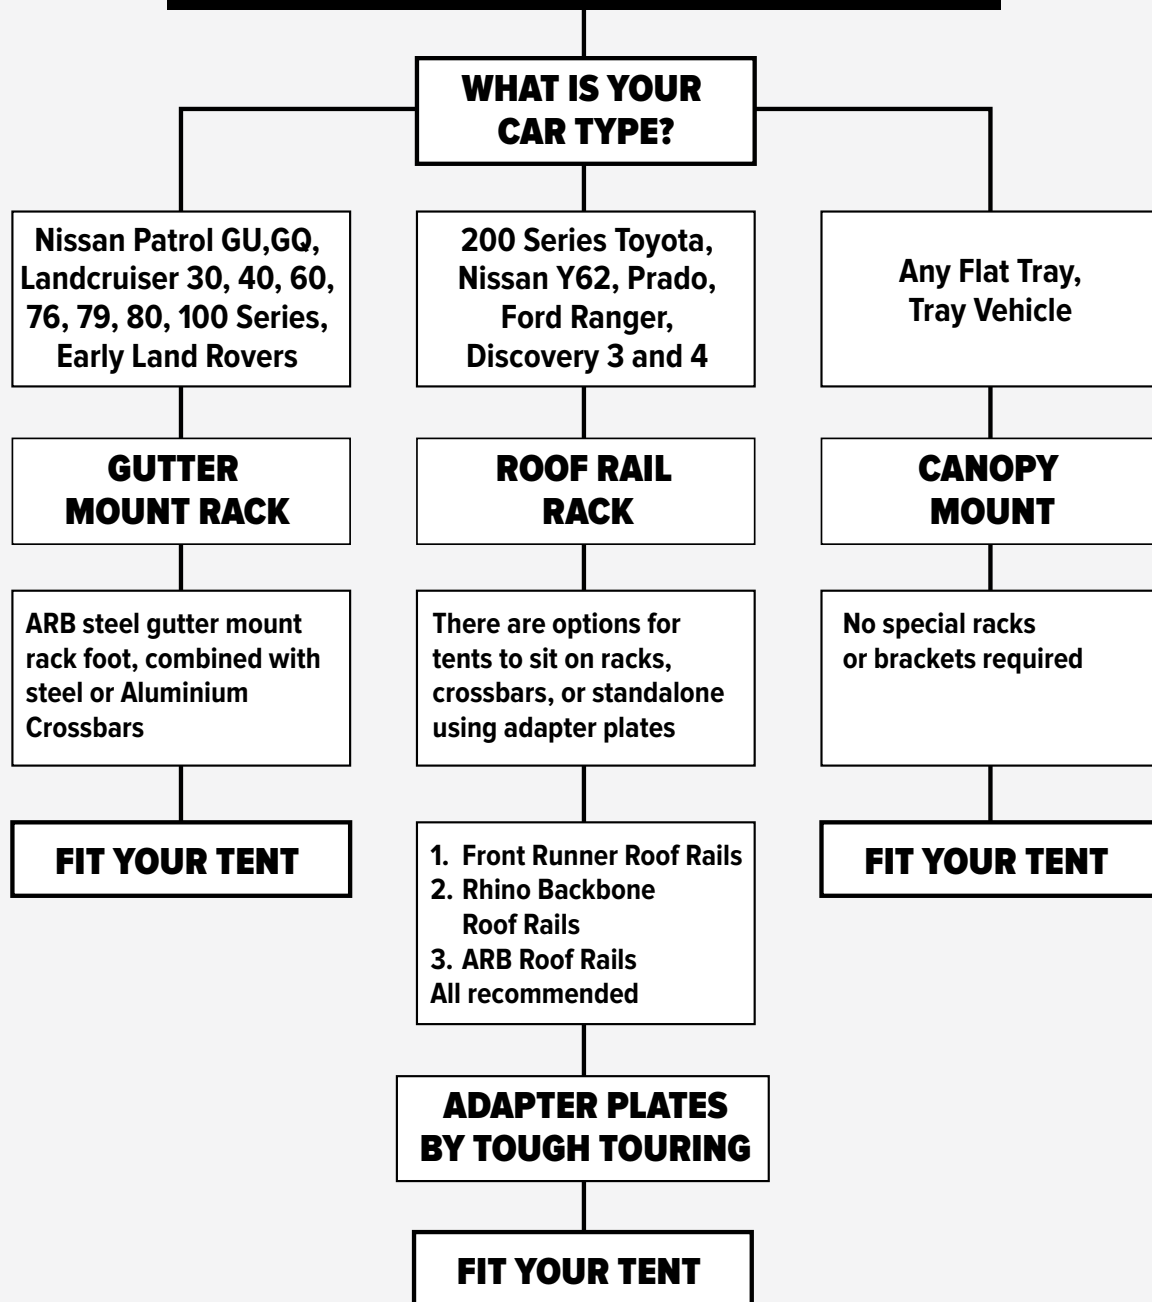 WHAT IS YOUR
CAR TYPE?
Nissan Patrol GU,GQ,
Landcruiser 30, 40, 60,
76, 79, 80, 100 Series,
Early Land Rovers
200 Series Toyota,
Nissan Y62, Prado,
Ford Ranger,
Discovery 3 and 4
Any Flat Tray,
Tray Vehicle
GUTTER
MOUNT RACK
ROOF RAIL
RACK
CANOPY
MOUNT
ARB steel gutter mount
rack foot, combined with
steel or Aluminium
Crossbars
There are options for
tents to sit on racks,
crossbars, or standalone
using adapter plates
No special racks
or brackets required
FIT YOUR TENT
1. Front Runner Roof Rails
2. Rhino Backbone
Roof Rails
3. ARB Roof Rails
All recommended
FIT YOUR TENT
ADAPTER PLATES
BY TOUGH TOURING
FIT YOUR TENT